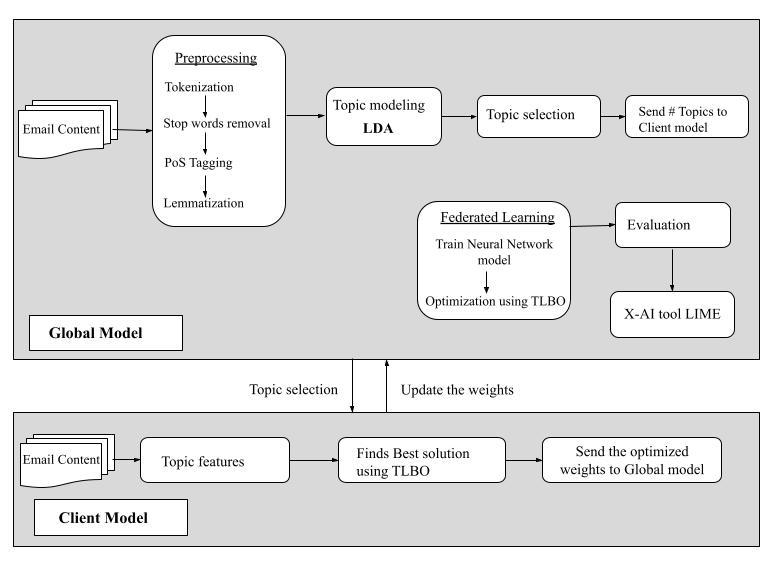 Preprocessing
Tokenization
Stop words removal
PoS Tagging
Lemmatization
Email Content
Topic modeling
LDA
Topic selection
Send # Topics to
Client model
Federated Learning
Train Neural Network
model
Optimization using TLBO
Evaluation
X-AI tool LIME
Global Model
Topic selection
Update the weights
Email Content
Topic features
Finds Best solution
using TLBO
Send the optimized
weights to Global model
Client Model